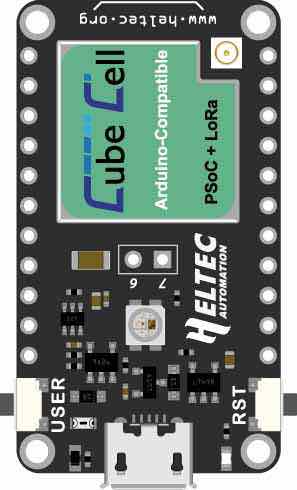 www.heltec.org
Cube Cell
Arduino-Compatible
PSoC + LoRa
6 7
HELTEC
AUTOMATION
USER
RST